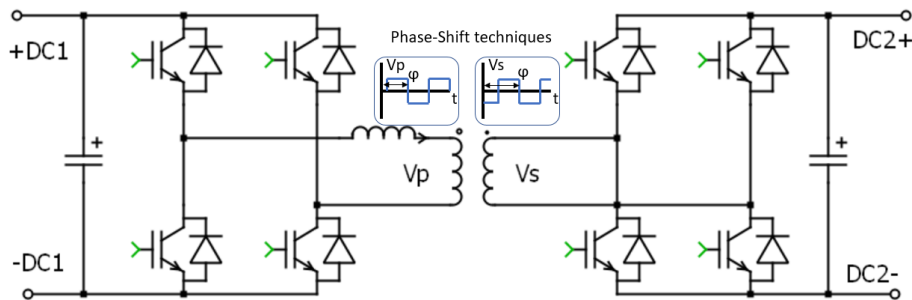 Phase-Shift techniques
+DC1
DC2+
Vp
φ
t
Vs
φ
t
+
+
Vp
Vs
-DC1
DC2-